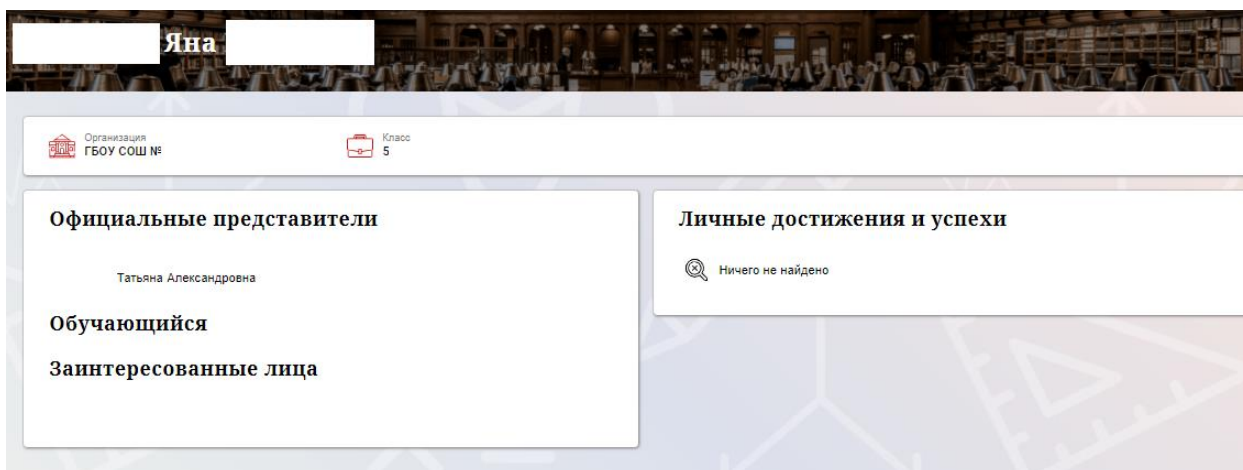 Яна
Организация
ГБОУ СОШ №
Класс
5
Официальные представители
Татьяна Александровна
Обучающийся
Заинтересованные лица
Личные достижения и успехи
Ничего не найдено